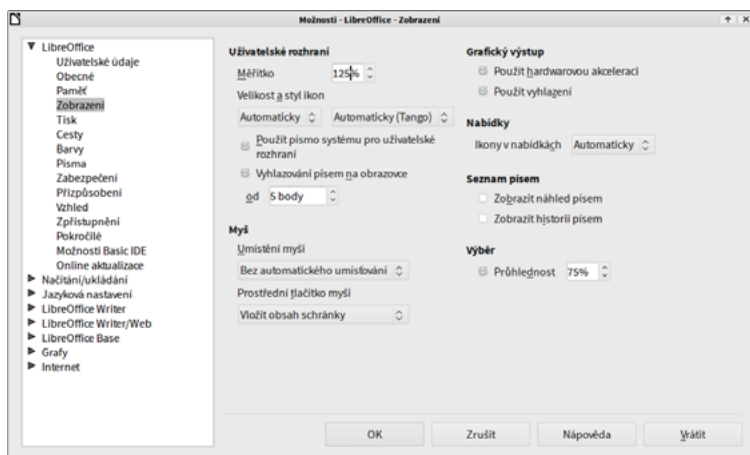 Možnosti - LibreOffice - Zobrazení
LibreOffice
Uživatelské údaje
Obecné
Paměť
Zobrazení
Tisk
Cesty
Barvy
Písma
Zabezpečení
Přizpůsobení
Vzhled
Zpřístupnění
Pokročilé
Možnosti Basic IDE
Online aktualizace
Načítání/ukládání
Jazyková nastavení
LibreOffice Writer
LibreOffice Writer/Web
LibreOffice Base
Grafy
Internet
Uživatelské rozhraní
Měřítko 125%
Velikost a styl ikon
Automaticky Automaticky (Tango)
Použít písmo systému pro uživatelské
rozhraní
Vyhlazování písem na obrazovce
od 5 body
Myš
Umístění myši
Bez automatického umisťování
Prostřední tlačítko myši
Vložit obsah schránky
Grafický výstup
Použít hardwarovou akceleraci
Použít vyhlazení
Nabídky
Ikony v nabídkách Automaticky
Seznam písem
Zobrazit náhled písem
Zobrazit historii písem
Výběr
Průhlednost 75%
OK Zrušit Nápověda Vrátit